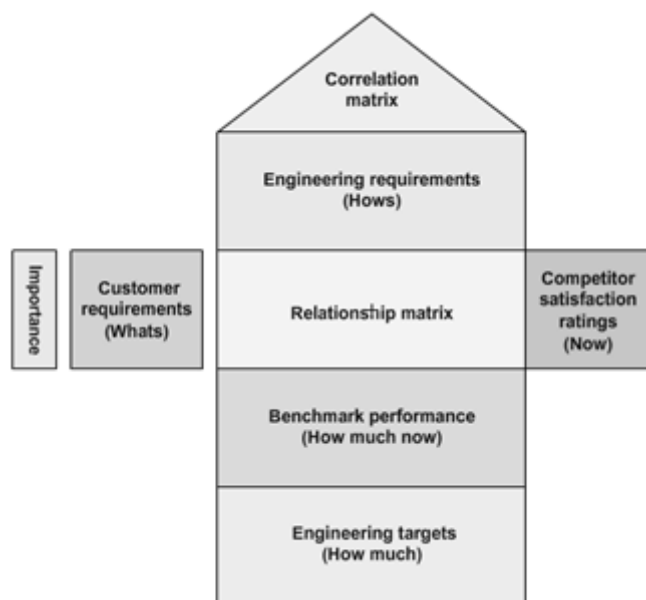 Correlation
matrix
Engineering requirements
(Hows)
Importance
Customer
requirements
(Whats)
Relationship matrix
Competitor
satisfaction
ratings
(Now)
Benchmark performance
(How much now)
Engineering targets
(How much)